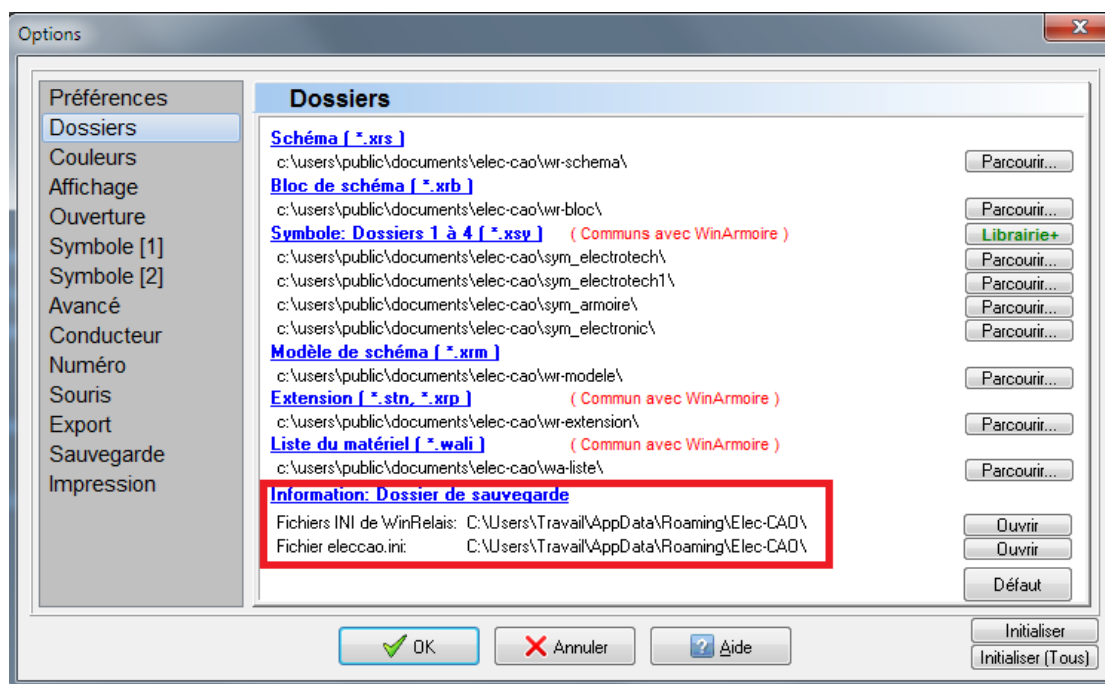 Options
Préférences
Dossiers
Couleurs
Affichage
Ouverture
Symbole [1]
Symbole [2]
Avancé
Conducteur
Numéro
Souris
Export
Sauvegarde
Impression
Dossiers
Schéma ( *.xrs )
c:\users\public\documents\elec-cao\wr-schema\ Parcourir...
Bloc de schéma ( *.xrb )
c:\users\public\documents\elec-cao\wr-bloc\ Parcourir...
Symbole: Dossiers 1 à 4 ( *.xsy ) ( Communs avec WinArmoire ) Librairie+
c:\users\public\documents\elec-cao\sym_electrotech\ Parcourir...
c:\users\public\documents\elec-cao\sym_electrotech1\ Parcourir...
c:\users\public\documents\elec-cao\sym_armoire\ Parcourir...
c:\users\public\documents\elec-cao\sym_electronic\ Parcourir...
Modèle de schéma ( *.xrm )
c:\users\public\documents\elec-cao\wr-modele\ Parcourir...
Extension ( *.stn, *.xrp ) ( Commun avec WinArmoire )
c:\users\public\documents\elec-cao\wr-extension\ Parcourir...
Liste du matériel ( *.wali ) ( Commun avec WinArmoire )
c:\users\public\documents\elec-cao\wa-liste\ Parcourir...
Information: Dossier de sauvegarde
Fichiers INI de WinRelais: C:\Users\Travail\AppData\Roaming\Elec-CAO\ Ouvrir
Fichier eleccao.ini: C:\Users\Travail\AppData\Roaming\Elec-CAO\ Ouvrir
Défaut
OK Annuler Aide
Initialiser
Initialiser (Tous)